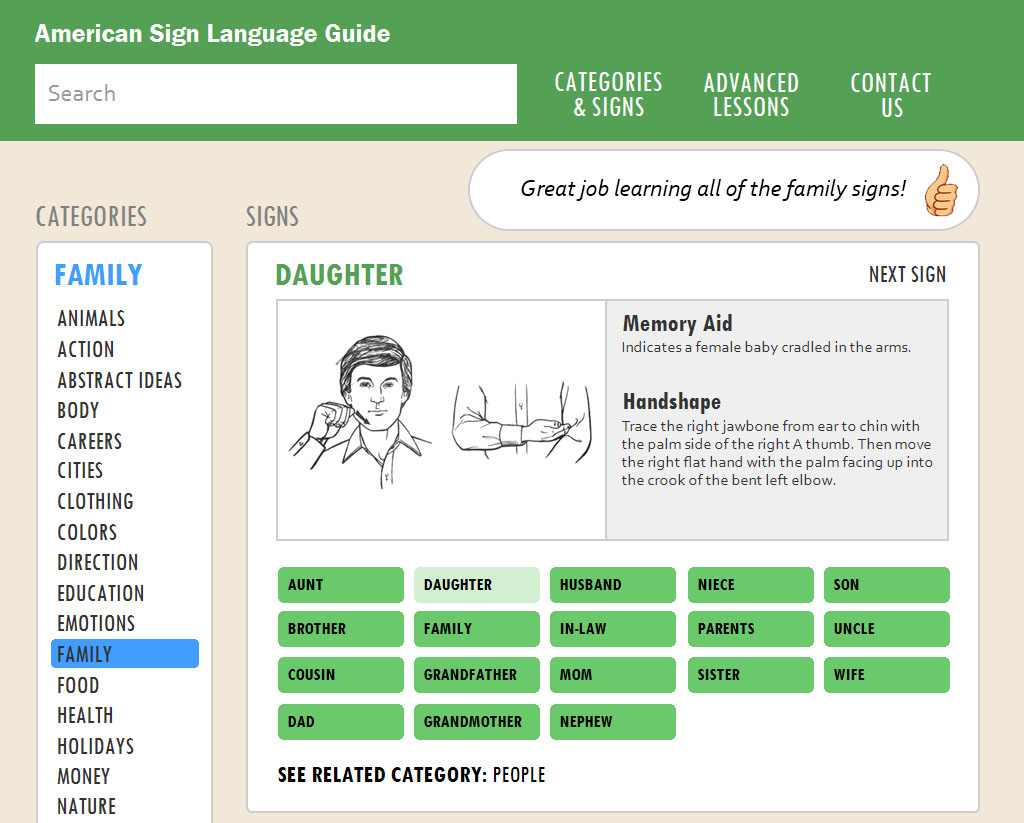 American Sign Language Guide
Search
CATEGORIES
& SIGNS
ADVANCED
LESSONS
CONTACT
US
Great job learning all of the family signs!
CATEGORIES
FAMILY
ANIMALS
ACTION
ABSTRACT IDEAS
BODY
CAREERS
CITIES
CLOTHING
COLORS
DIRECTION
EDUCATION
EMOTIONS
FAMILY
FOOD
HEALTH
HOLIDAYS
MONEY
NATURE
SIGNS
DAUGHTER
NEXT SIGN
Memory Aid
Indicates a female baby cradled in the arms.
Handshape
Trace the right jawbone from ear to chin with
the palm side of the right A thumb. Then move
the right flat hand with the palm facing up into
the crook of the bent left elbow.
AUNT
DAUGHTER
HUSBAND
NIECE
SON
BROTHER
FAMILY
IN-LAW
PARENTS
UNCLE
COUSIN
GRANDFATHER
MOM
SISTER
WIFE
DAD
GRANDMOTHER
NEPHEW
SEE RELATED CATEGORY: PEOPLE